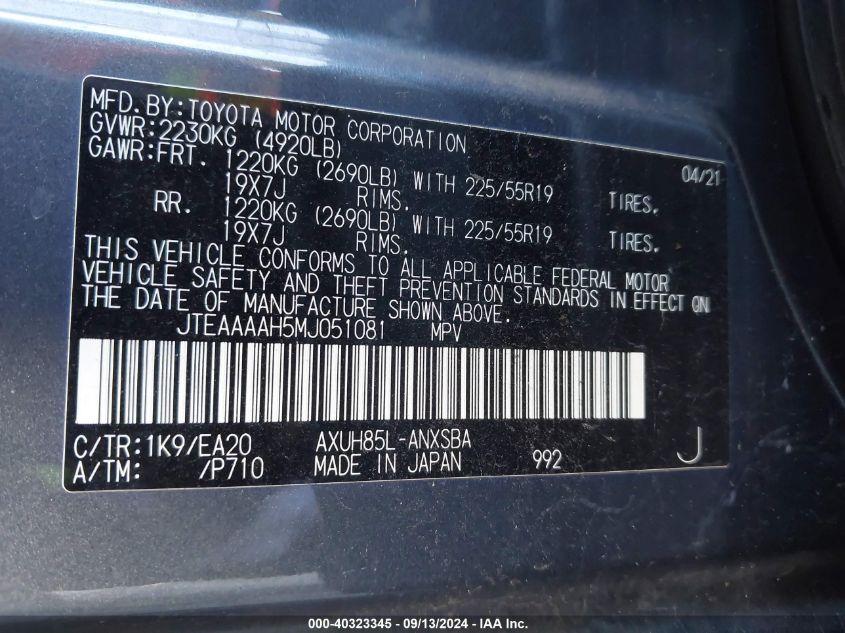 MFD. BY: TOYOTA MOTOR CORPORATION
GVWR: 2230KG (4920LB) 04/21
GAWR: FRT. 1220KG (2690LB) WITH 225/55R19 TIRES.
19X7J RIMS.
RR. 1220KG (2690LB) WITH 225/55R19 TIRES.
19X7J RIMS.
THIS VEHICLE CONFORMS TO ALL APPLICABLE FEDERAL MOTOR
VEHICLE SAFETY AND THEFT PREVENTION STANDARDS IN EFFECT ON
THE DATE OF MANUFACTURE SHOWN ABOVE.
JTEAAAAH5MJ051081 MPV
C/TR: 1K9/EA20 AXUH85L-ANXSBA
A/TM: /P710 MADE IN JAPAN 992 J
000-40323345 - 09/13/2024 - IAA Inc.